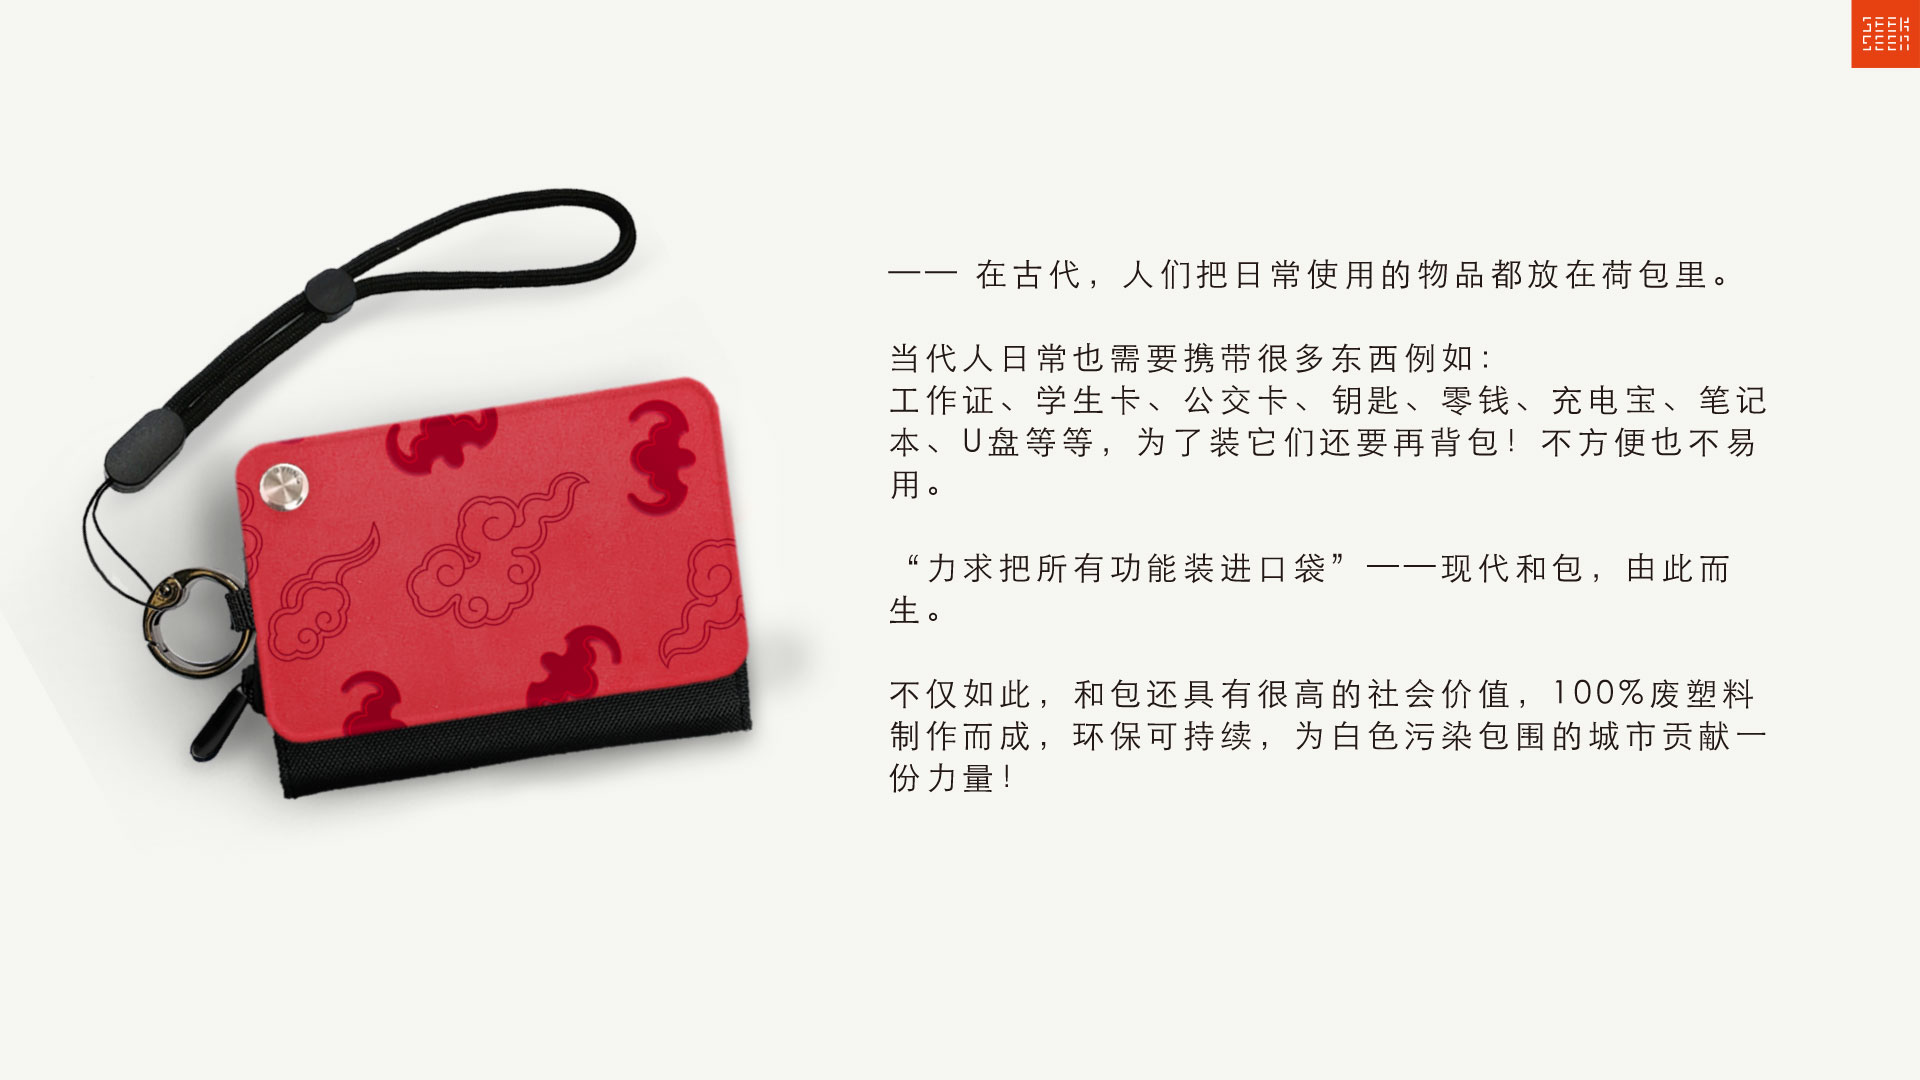 SEEK
SEEN
—— 在古代，人们把日常使用的物品都放在荷包里。
当代人日常也需要携带很多东西例如：
工作证、学生卡、公交卡、钥匙、零钱、充电宝、笔记
本、U盘等等，为了装它们还要再背包！不方便也不易
用。
“力求把所有功能装进口袋”——现代和包，由此而
生。
不仅如此，和包还具有很高的社会价值，100%废塑料
制作而成，环保可持续，为白色污染包围的城市贡献一
份力量！